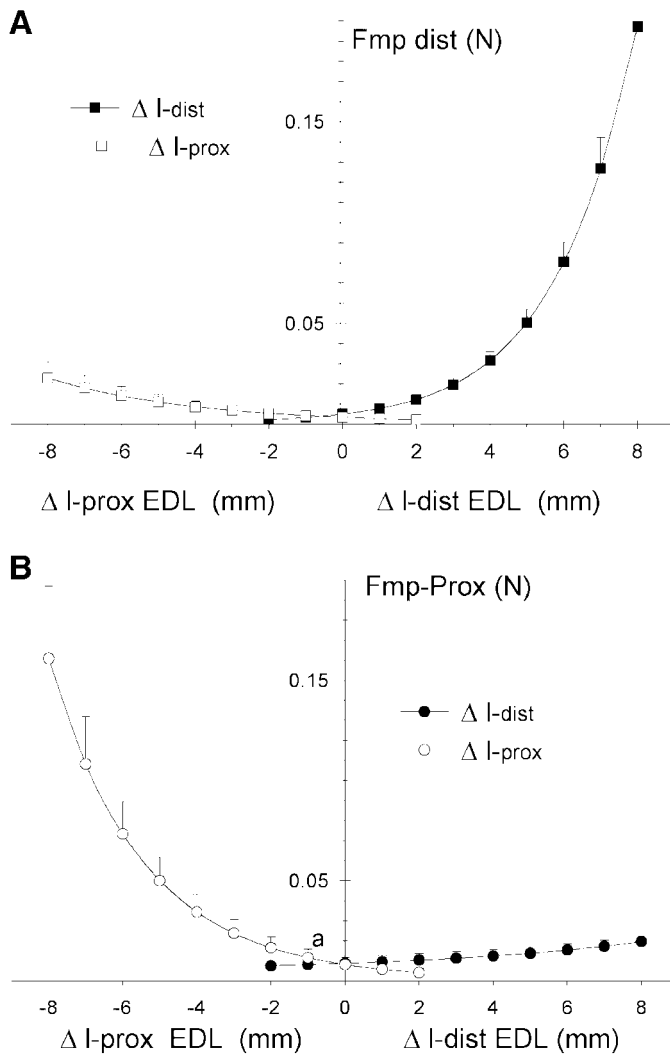 A
Fmp dist (N)
Δ l-dist
Δ l-prox
0.15
0.05
-8 -6 -4 -2 0 2 4 6 8
Δ l-prox EDL (mm) Δ l-dist EDL (mm)
B
Fmp-Prox (N)
0.15
Δ l-dist
Δ l-prox
0.05
a
-8 -6 -4 -2 0 2 4 6 8
Δ l-prox EDL (mm) Δ l-dist EDL (mm)